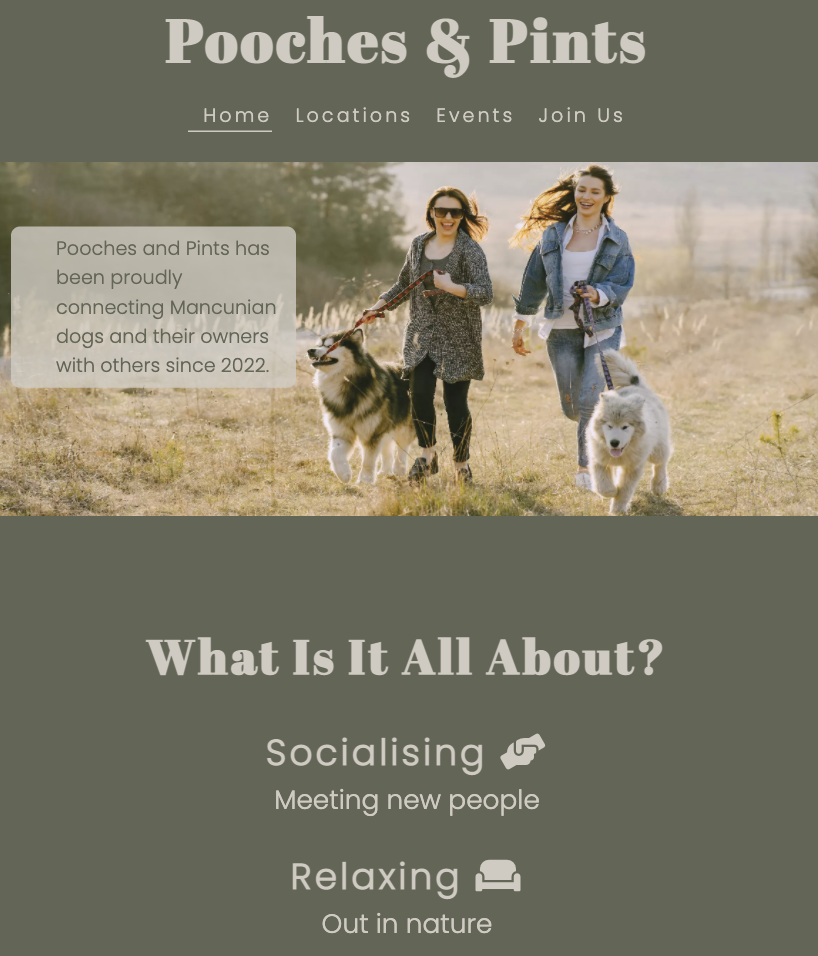 Pooches & Pints
Home Locations Events Join Us
Pooches and Pints has
been proudly
connecting Mancunian
dogs and their owners
with others since 2022.
What Is It All About?
Socialising
Meeting new people
Relaxing
Out in nature